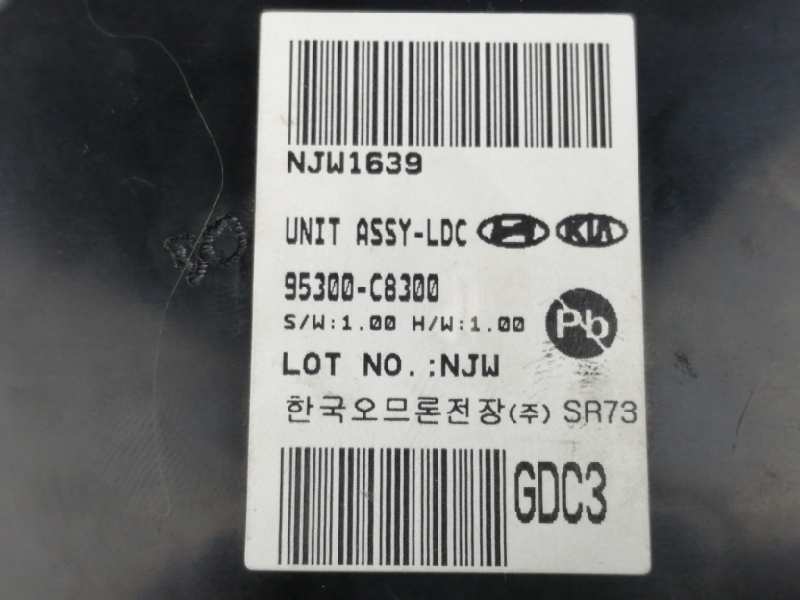 NJW1639
UNIT ASSY-LDC KIA
95300-C8300
S/W:1.00 H/W:1.00 Pb
LOT NO.:NJW
한국오므론전장(주) SR73
GDC3